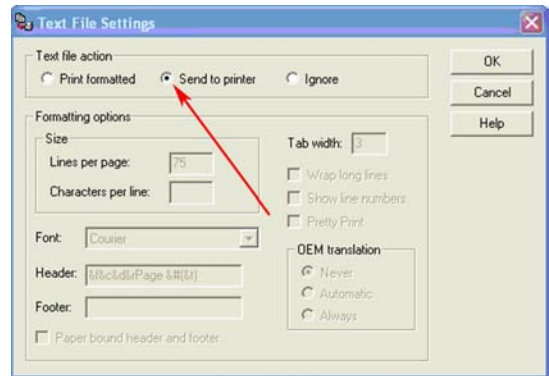 Text File Settings
Text file action
Print formatted Send to printer Ignore
OK
Cancel
Help
Formatting options
Size
Lines per page: 75
Characters per line:
Tab width: 3
Wrap long lines
Show line numbers
Pretty Print
Font: Courier
Header: &f&c&d&rPage &#(&t)
Footer:
OEM translation
Never
Automatic
Always
Paper bound header and footer